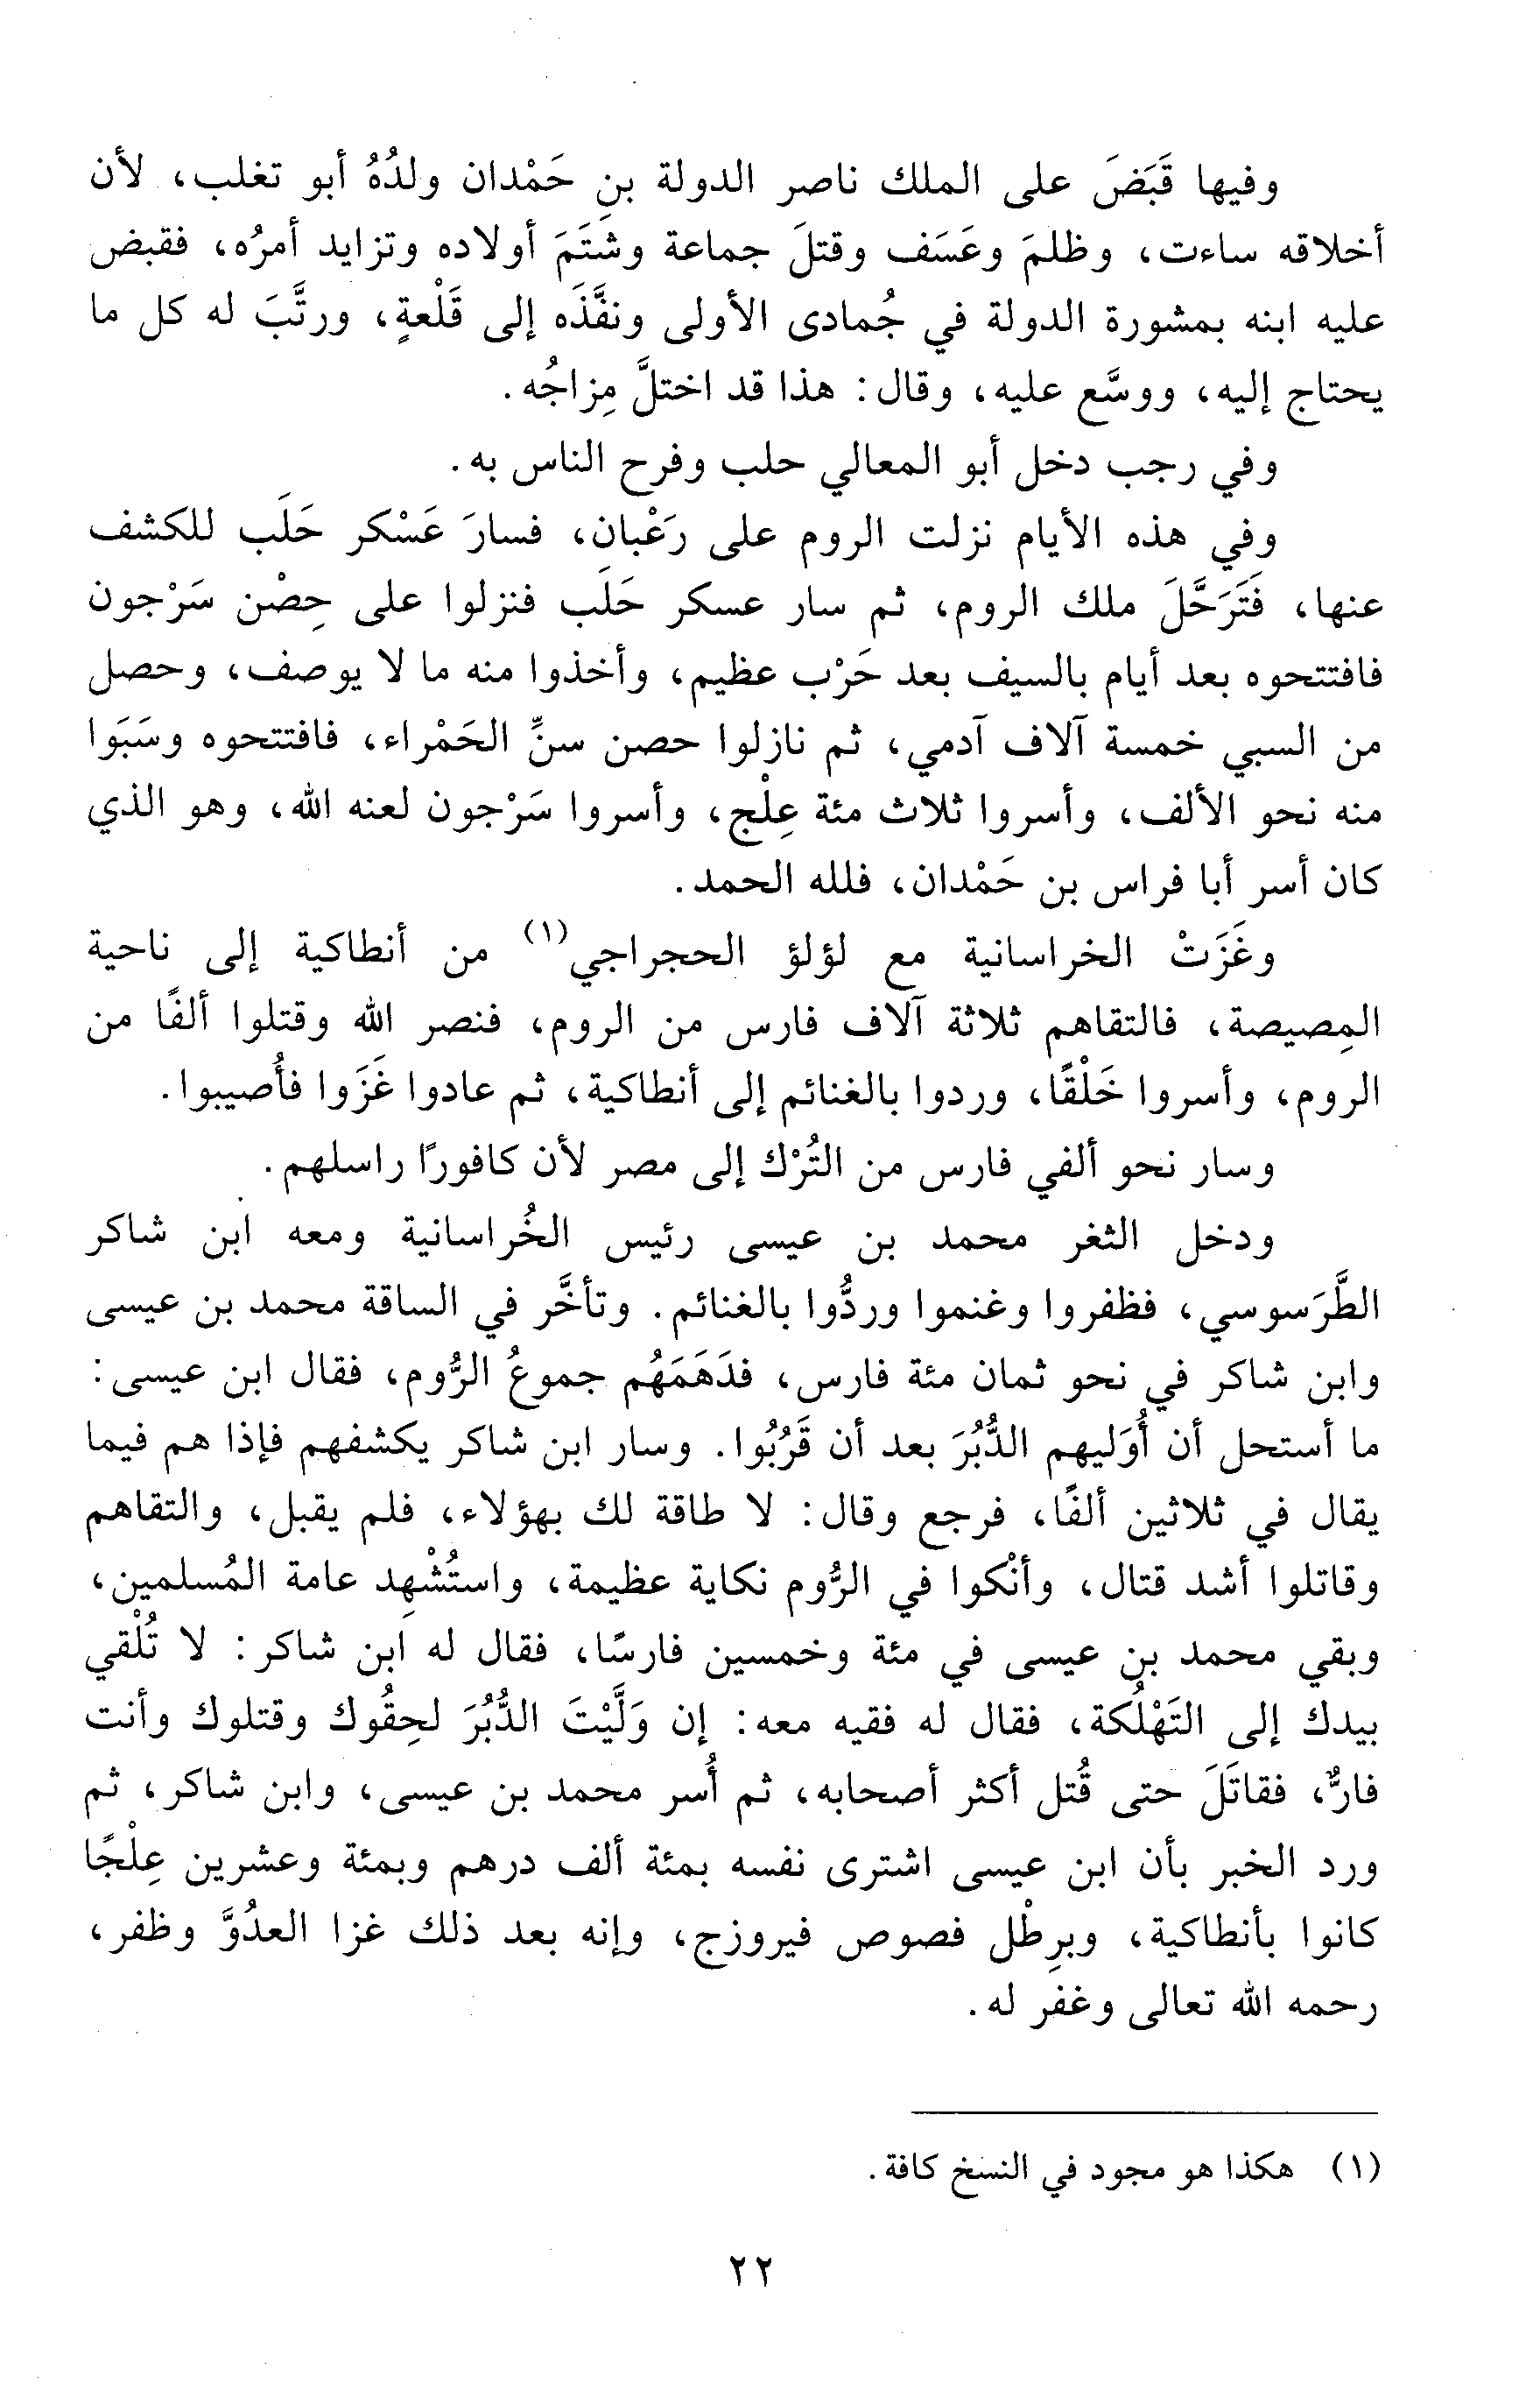 وفيها قَبَضَ على الملك ناصر الدولة بن حَمْدان ولدُهُ أبو تغلب، لأن
أخلاقه ساءت، وظلمَ وعَسَف وقتلَ جماعة وشَتَمَ أولاده وتزايد أمرُه، فقبض
عليه ابنه بمشورة الدولة في جُمادى الأولى ونفَّذَه إلى قَلْعةٍ، ورتَّبَ له كل ما
يحتاج إليه، ووسَّع عليه، وقال: هذا قد اختلَّ مِزاجُه.
وفي رجب دخل أبو المعالي حلب وفرح الناس به.
وفي هذه الأيام نزلت الروم على رَعْبانِ، فسارَ عَسْكر حَلَب للكشف
عنها، فَتَرَحَّلَ ملك الروم، ثم سار عسكر حَلَب فنزلوا على حِصْن سَرْجون
فافتتحوه بعد أيام بالسيف بعد حَرْب عظيم، وأخذوا منه ما لا يوصف، وحصل
من السبي خمسة آلاف آدمي، ثم نازلوا حصن سنِّ الحَمْراء، فافتتحوه وسَبَوا
منه نحو الألف، وأسروا ثلاث مئة عِلْج، وأسروا سَرْجون لعنه الله، وهو الذي
كان أسر أبا فراس بن حَمْدان، فلله الحمد.
وغَزَتْ الخراسانية مع لؤلؤ الحجراجي(١) من أنطاكية إلى ناحية
المِصيصة، فالتقاهم ثلاثة آلاف فارس من الروم، فنصر الله وقتلوا ألفًا من
الروم، وأسروا خَلْقًا، وردوا بالغنائم إلى أنطاكية، ثم عادوا غَزَوا فأُصيبوا.
وسار نحو ألفي فارس من التُرْك إلى مصر لأن كافورًا راسلهم.
ودخل الثغر محمد بن عيسى رئيس الخُراسانية ومعه ابن شاكر
الطَّرَسوسي، فظفروا وغنموا وردُّوا بالغنائم. وتأخَّر في الساقة محمد بن عيسى
وابن شاكر في نحو ثمان مئة فارس، فدَهَمَهُم جموعُ الرُّوم، فقال ابن عيسى:
ما أستحل أن أُوَليهم الدُّبُرَ بعد أن قَرُبُوا. وسار ابن شاكر يكشفهم فإذا هم فيما
يقال في ثلاثين ألفًا، فرجع وقال: لا طاقة لك بهؤلاء، فلم يقبل، والتقاهم
وقاتلوا أشد قتال، وأنْكوا في الرُّوم نكاية عظيمة، واستُشْهِد عامة المُسلمين،
وبقي محمد بن عيسى في مئة وخمسين فارسًا، فقال له ابن شاكر: لا تُلْقي
بيدك إلى التَهْلُكة، فقال له فقيه معه: إن وَلَّيْتَ الدُّبُرَ لحِقُوك وقتلوك وأنت
فارٌّ، فقاتَلَ حتى قُتل أكثر أصحابه، ثم أُسر محمد بن عيسى، وابن شاكر، ثم
ورد الخبر بأن ابن عيسى اشترى نفسه بمئة ألف درهم وبمئة وعشرين عِلْجًا
كانوا بأنطاكية، وبرِطْل فصوص فيروزج، وإنه بعد ذلك غزا العدُوَّ وظفر،
رحمه الله تعالى وغفر له.
(١) هكذا هو مجود في النسخ كافة.
٢٢